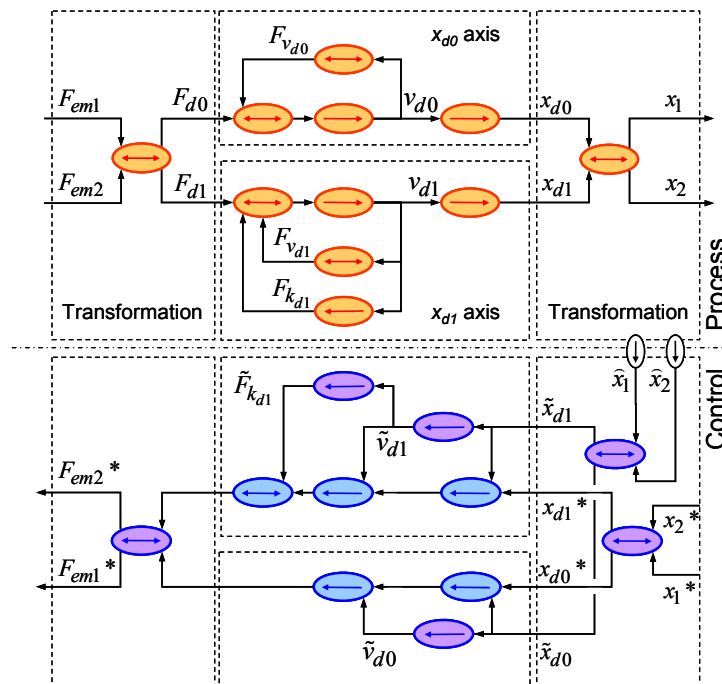 F_{v_{d0}}
x_{d0} axis
F_{em1}
F_{d0}
v_{d0}
x_{d0}
x_1
F_{em2}
F_{d1}
v_{d1}
x_{d1}
x_2
F_{v_{d1}}
F_{k_{d1}}
Transformation
x_{d1} axis
Transformation
Process
Control
F̃_{k_{d1}}
x̂_1
x̂_2
x̃_{d1}
ṽ_{d1}
F_{em2}*
x_{d1}*
x_2*
F_{em1}*
x_{d0}*
x_1*
ṽ_{d0}
x̃_{d0}